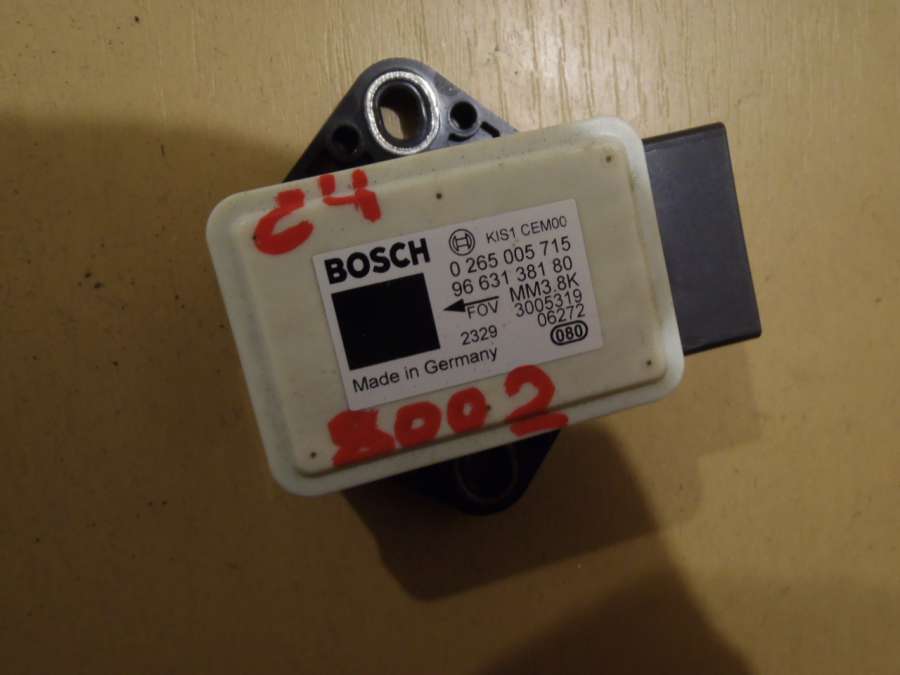 C4
BOSCH
KIS1 CEM00
0 265 005 715
96 631 381 80
MM3.8K
FOV
3005319
2329
06272
080
Made in Germany
8002